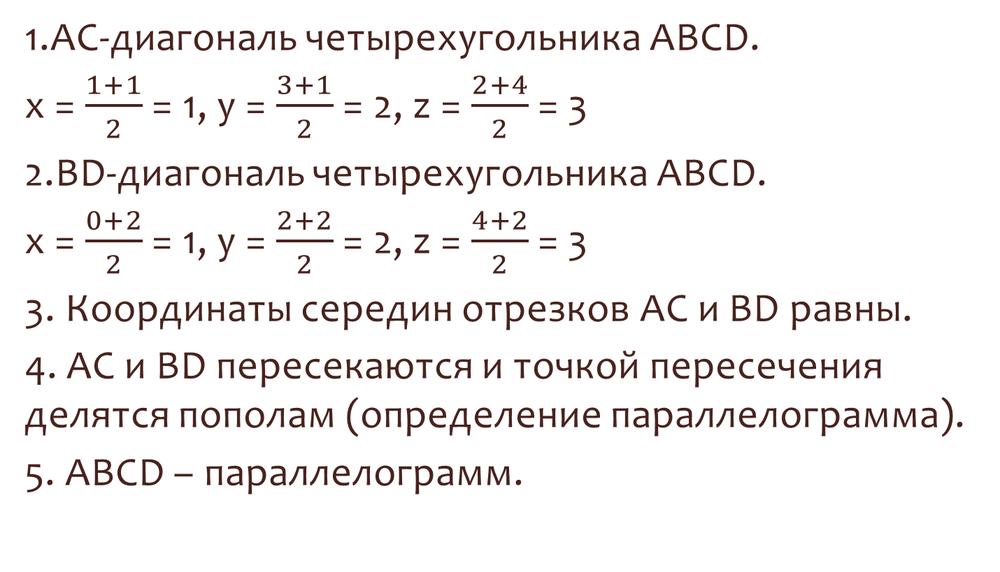 1.AC-диагональ четырехугольника ABCD.
x = \frac{1+1}{2} = 1, y = \frac{3+1}{2} = 2, z = \frac{2+4}{2} = 3
2.BD-диагональ четырехугольника ABCD.
x = \frac{0+2}{2} = 1, y = \frac{2+2}{2} = 2, z = \frac{4+2}{2} = 3
3. Координаты середин отрезков AC и BD равны.
4. AC и BD пересекаются и точкой пересечения
делятся пополам (определение параллелограмма).
5. ABCD – параллелограмм.